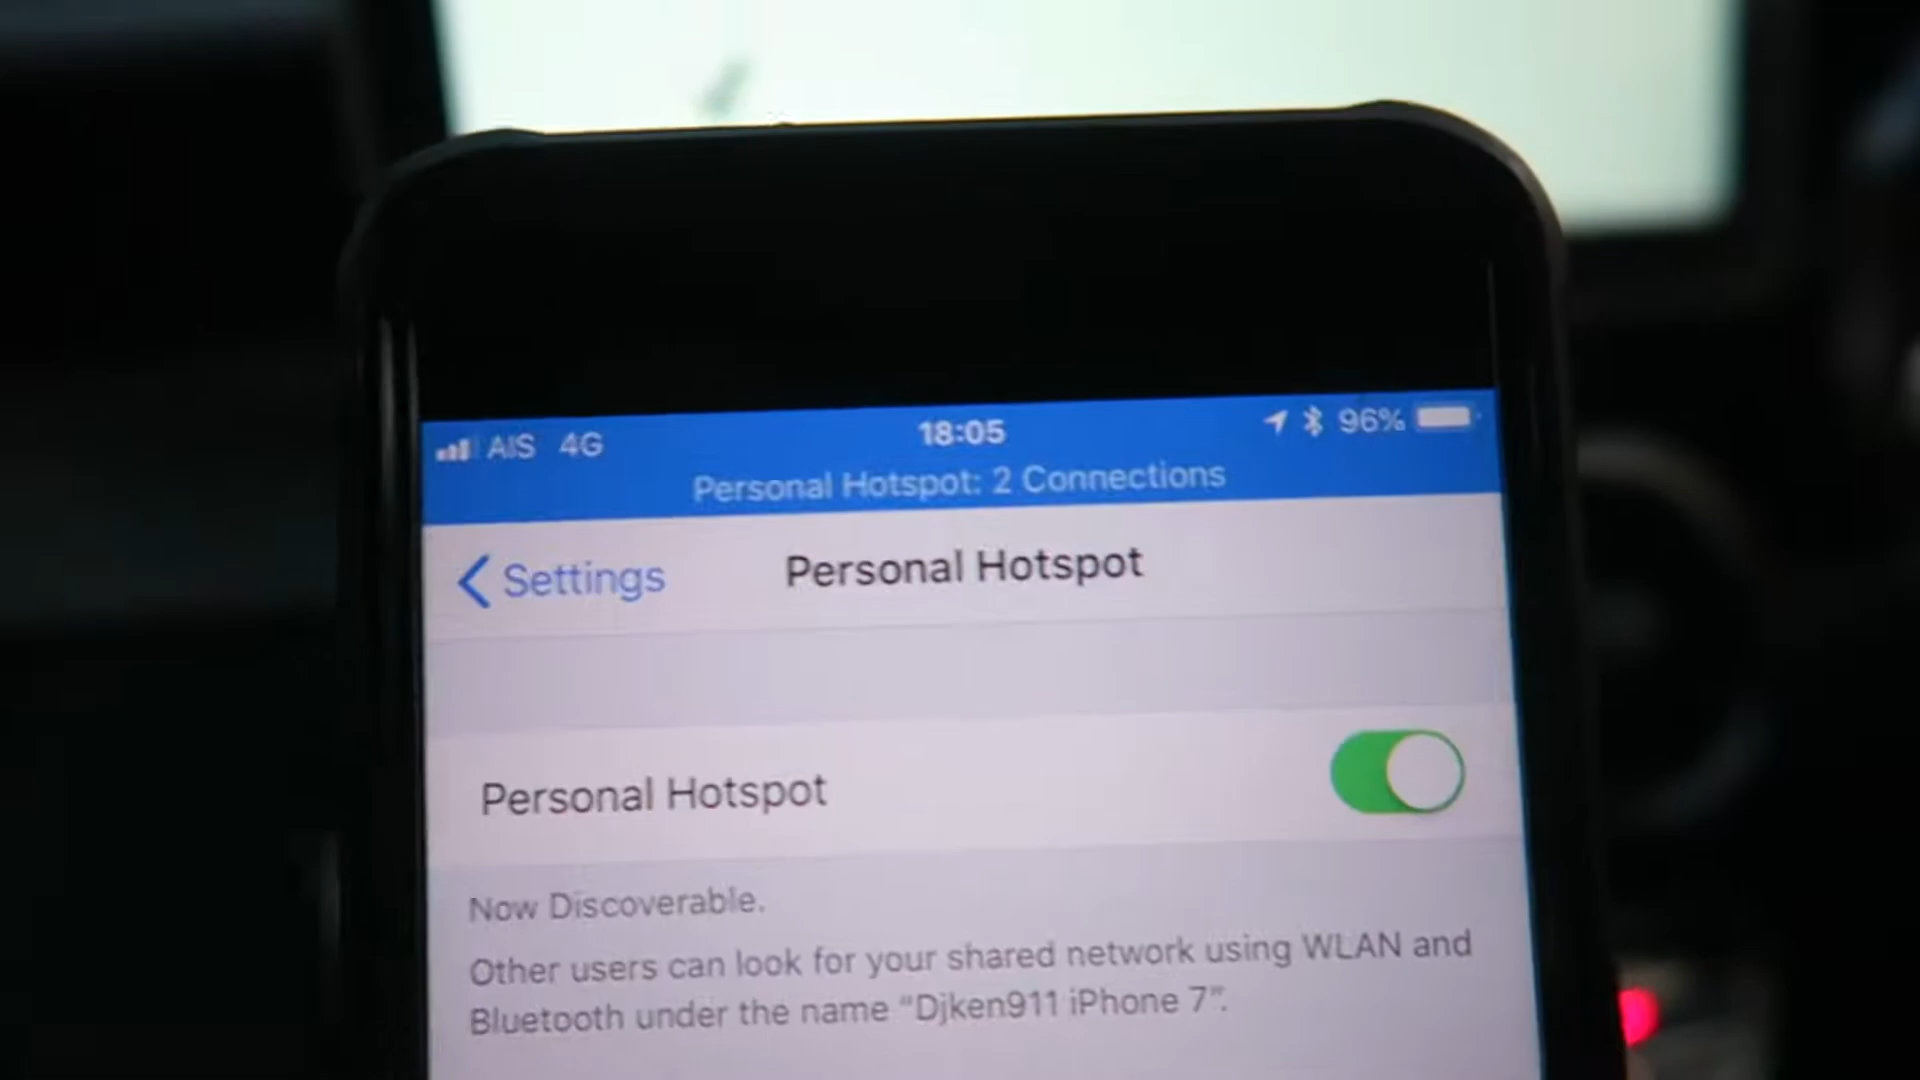 AIS 4G 18:05 96%
Personal Hotspot: 2 Connections
Settings Personal Hotspot
Personal Hotspot
Now Discoverable.
Other users can look for your shared network using WLAN and
Bluetooth under the name “Djken911 iPhone 7”.